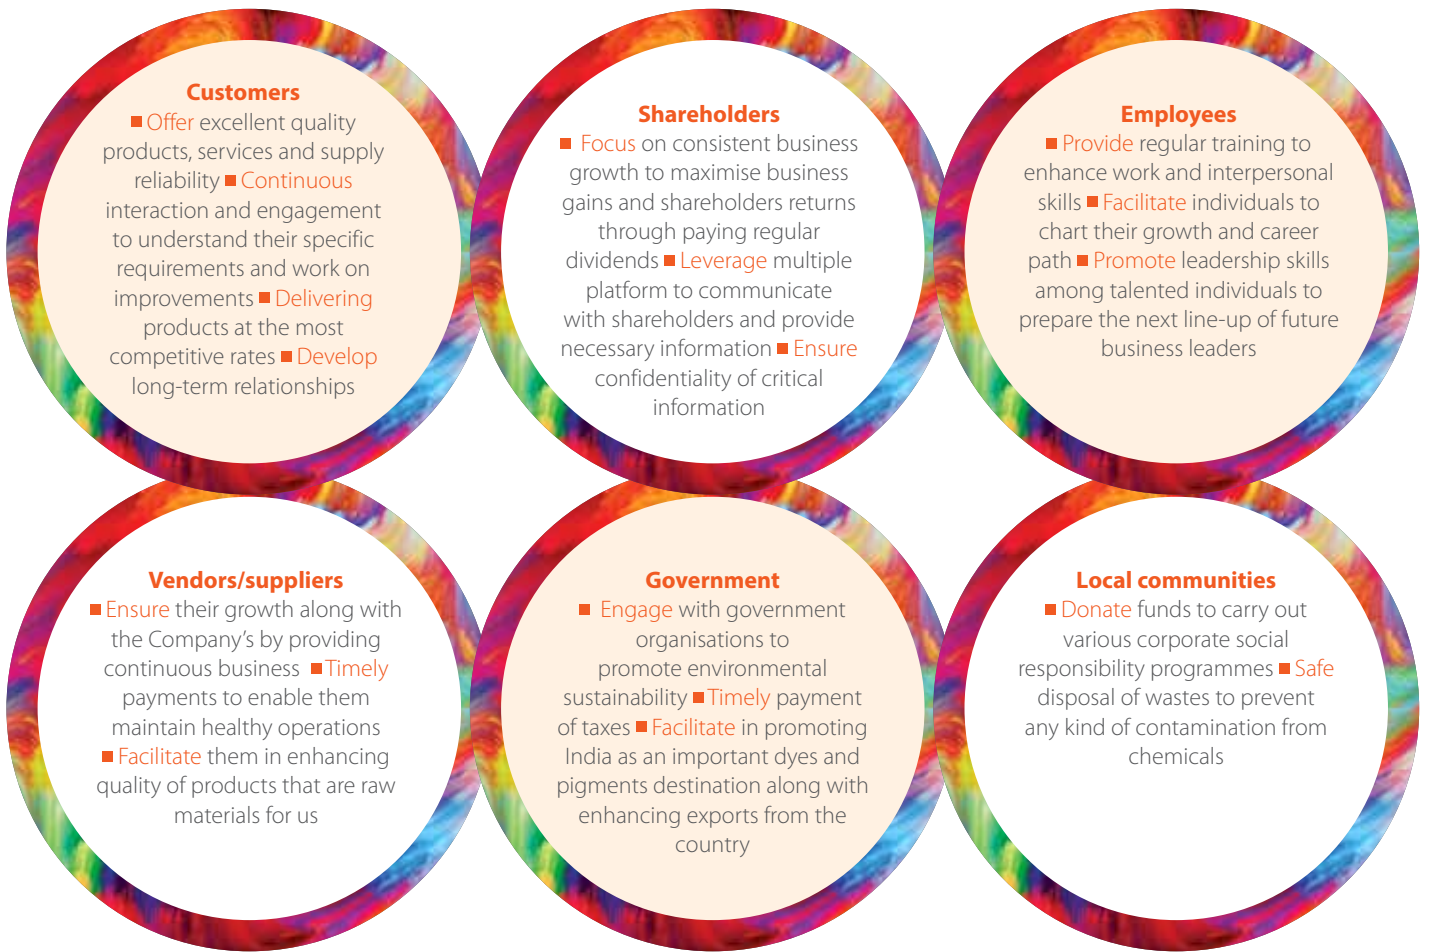 Customers
■ Offer excellent quality
products, services and supply
reliability ■ Continuous
interaction and engagement
to understand their specific
requirements and work on
improvements ■ Delivering
products at the most
competitive rates ■ Develop
long-term relationships
Shareholders
■ Focus on consistent business
growth to maximise business
gains and shareholders returns
through paying regular
dividends ■ Leverage multiple
platform to communicate
with shareholders and provide
necessary information ■ Ensure
confidentiality of critical
information
Employees
■ Provide regular training to
enhance work and interpersonal
skills ■ Facilitate individuals to
chart their growth and career
path ■ Promote leadership skills
among talented individuals to
prepare the next line-up of future
business leaders
Vendors/suppliers
■ Ensure their growth along with
the Company's by providing
continuous business ■ Timely
payments to enable them
maintain healthy operations
■ Facilitate them in enhancing
quality of products that are raw
materials for us
Government
■ Engage with government
organisations to
promote environmental
sustainability ■ Timely payment
of taxes ■ Facilitate in promoting
India as an important dyes and
pigments destination along with
enhancing exports from the
country
Local communities
■ Donate funds to carry out
various corporate social
responsibility programmes ■ Safe
disposal of wastes to prevent
any kind of contamination from
chemicals